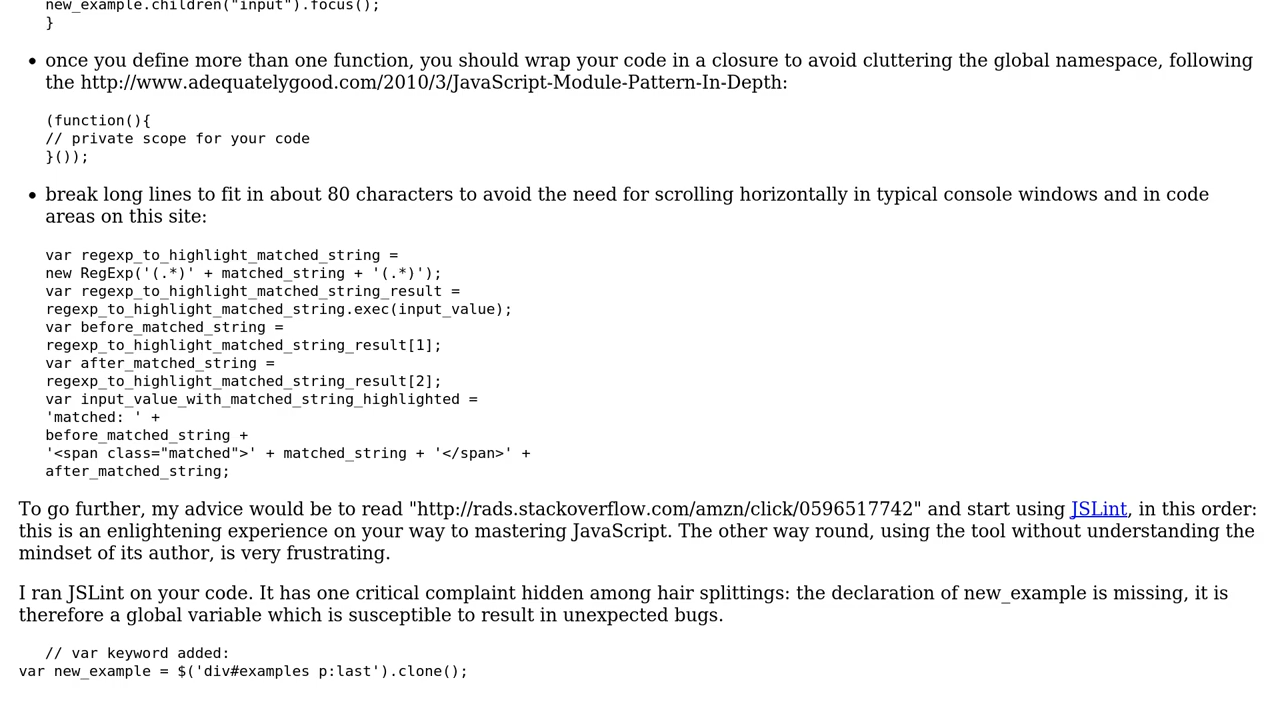 new_example.children("input").focus();
}
once you define more than one function, you should wrap your code in a closure to avoid cluttering the global namespace, following
the http://www.adequatelygood.com/2010/3/JavaScript-Module-Pattern-In-Depth:
(function(){
// private scope for your code
}());
break long lines to fit in about 80 characters to avoid the need for scrolling horizontally in typical console windows and in code
areas on this site:
var regexp_to_highlight_matched_string =
new RegExp('(.*)' + matched_string + '(.*)');
var regexp_to_highlight_matched_string_result =
regexp_to_highlight_matched_string.exec(input_value);
var before_matched_string =
regexp_to_highlight_matched_string_result[1];
var after_matched_string =
regexp_to_highlight_matched_string_result[2];
var input_value_with_matched_string_highlighted =
'matched: ' +
before_matched_string +
'<span class="matched">' + matched_string + '</span>' +
after_matched_string;
To go further, my advice would be to read "http://rads.stackoverflow.com/amzn/click/0596517742" and start using JSLint, in this order:
this is an enlightening experience on your way to mastering JavaScript. The other way round, using the tool without understanding the
mindset of its author, is very frustrating.
I ran JSLint on your code. It has one critical complaint hidden among hair splittings: the declaration of new_example is missing, it is
therefore a global variable which is susceptible to result in unexpected bugs.
// var keyword added:
var new_example = $('div#examples p:last').clone();